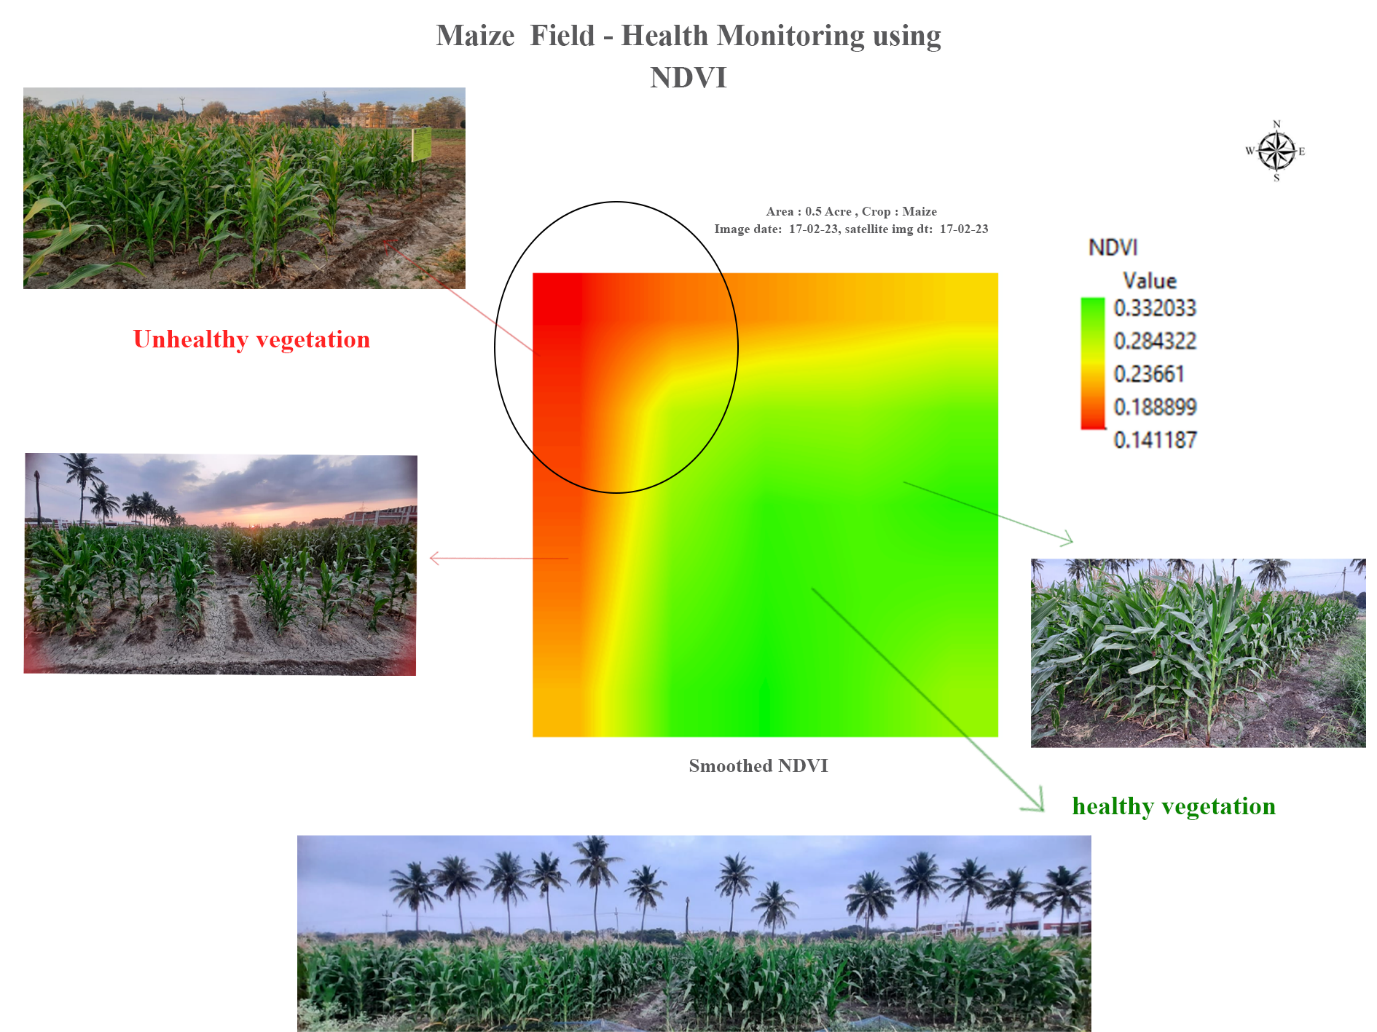 Maize  Field - Health Monitoring using
NDVI
N
W E
S
Area : 0.5 Acre , Crop : Maize
Image date:  17-02-23, satellite img dt:  17-02-23
NDVI
Value
0.332033
0.284322
0.23661
0.188899
0.141187
Unhealthy vegetation
Smoothed NDVI
healthy vegetation